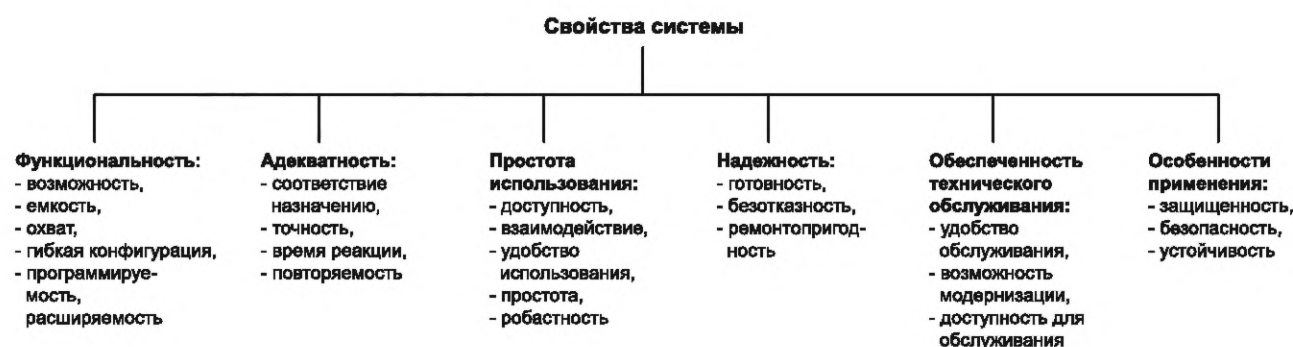 Свойства системы
Функциональность:
- возможность,
- емкость,
- охват,
- гибкая конфигурация,
- программируе-
мость,
расширяемость
Адекватность:
- соответствие
назначению,
- точность,
- время реакции,
- повторяемость
Простота
использования:
- доступность,
- взаимодействие,
- удобство
использования,
- простота,
- робастность
Надежность:
- готовность,
- безотказность,
- ремонтопригод-
ность
Обеспеченность
технического
обслуживания:
- удобство
обслуживания,
- возможность
модернизации,
- доступность для
обслуживания
Особенности
применения:
- защищенность,
- безопасность,
- устойчивость